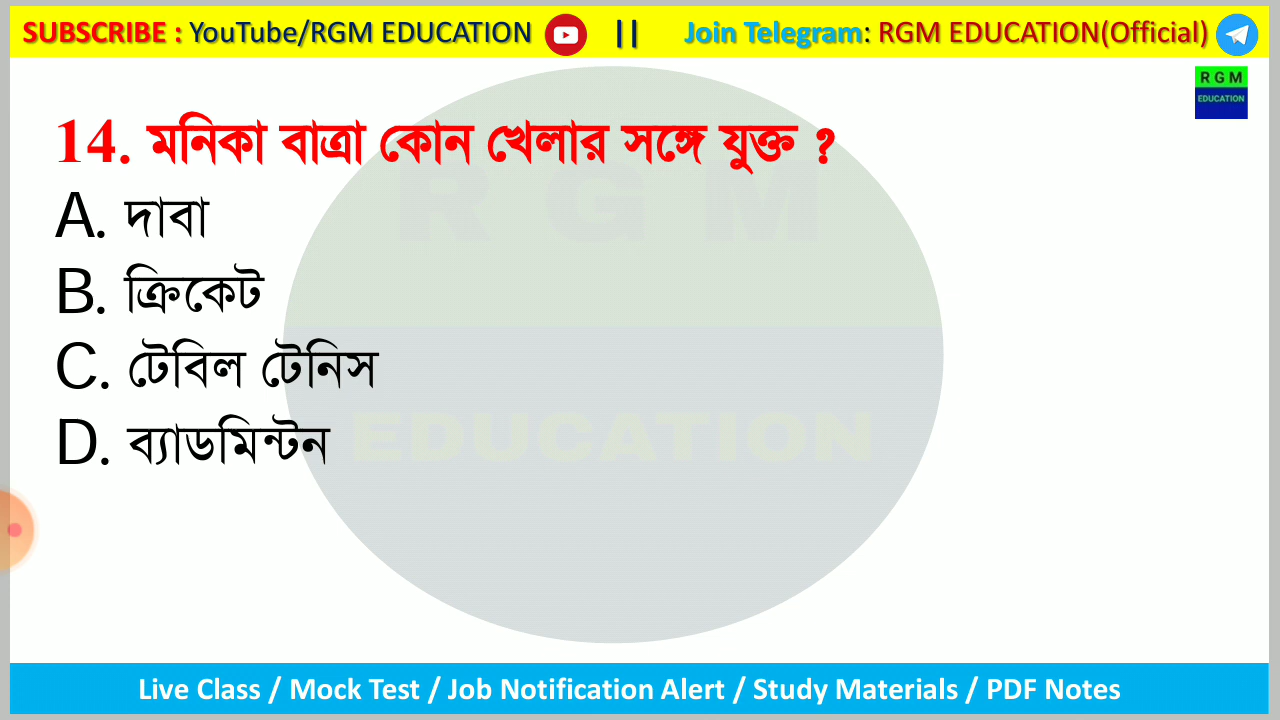 SUBSCRIBE : YouTube/RGM EDUCATION || Join Telegram: RGM EDUCATION(Official)
R G M
EDUCATION
14. মনিকা বাত্রা কোন খেলার সঙ্গে যুক্ত ?
A. দাবা
B. ক্রিকেট
C. টেবিল টেনিস
D. ব্যাডমিন্টন
R G M
EDUCATION
Live Class / Mock Test / Job Notification Alert / Study Materials / PDF Notes